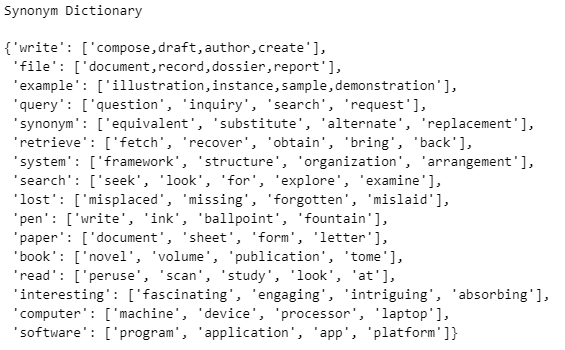 Synonym Dictionary
{'write': ['compose,draft,author,create'],
'file': ['document,record,dossier,report'],
'example': ['illustration,instance,sample,demonstration'],
'query': ['question', 'inquiry', 'search', 'request'],
'synonym': ['equivalent', 'substitute', 'alternate', 'replacement'],
'retrieve': ['fetch', 'recover', 'obtain', 'bring', 'back'],
'system': ['framework', 'structure', 'organization', 'arrangement'],
'search': ['seek', 'look', 'for', 'explore', 'examine'],
'lost': ['misplaced', 'missing', 'forgotten', 'mislaid'],
'pen': ['write', 'ink', 'ballpoint', 'fountain'],
'paper': ['document', 'sheet', 'form', 'letter'],
'book': ['novel', 'volume', 'publication', 'tome'],
'read': ['peruse', 'scan', 'study', 'look', 'at'],
'interesting': ['fascinating', 'engaging', 'intriguing', 'absorbing'],
'computer': ['machine', 'device', 'processor', 'laptop'],
'software': ['program', 'application', 'app', 'platform']}